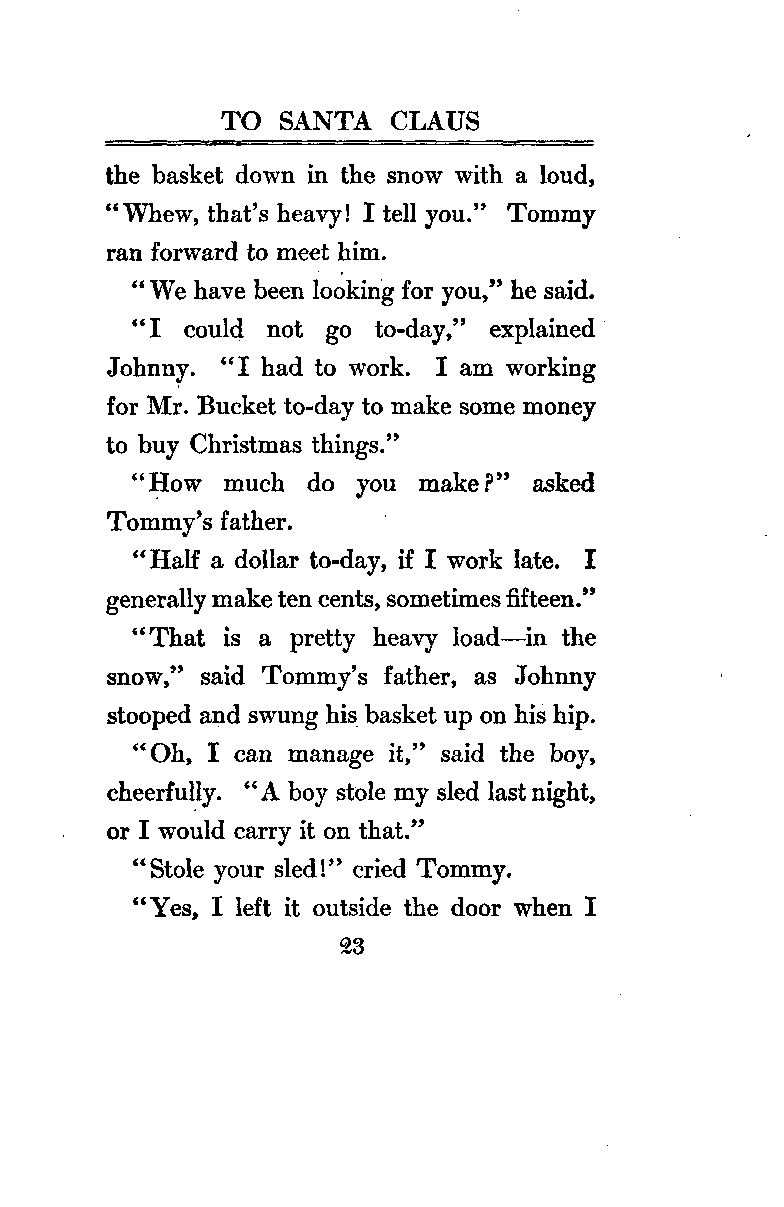 TO SANTA CLAUS
the basket down in the snow with a loud,
“Whew, that's heavy! I tell you.” Tommy
ran forward to meet him.
“We have been looking for you,” he said.
“I could not go to-day,” explained
Johnny. “I had to work. I am working
for Mr. Bucket to-day to make some money
to buy Christmas things.”
“How much do you make?” asked
Tommy's father.
“Half a dollar to-day, if I work late. I
generally make ten cents, sometimes fifteen.”
“That is a pretty heavy load—in the
snow,” said Tommy's father, as Johnny
stooped and swung his basket up on his hip.
“Oh, I can manage it,” said the boy,
cheerfully. “A boy stole my sled last night,
or I would carry it on that.”
“Stole your sled!” cried Tommy.
“Yes, I left it outside the door when I
23